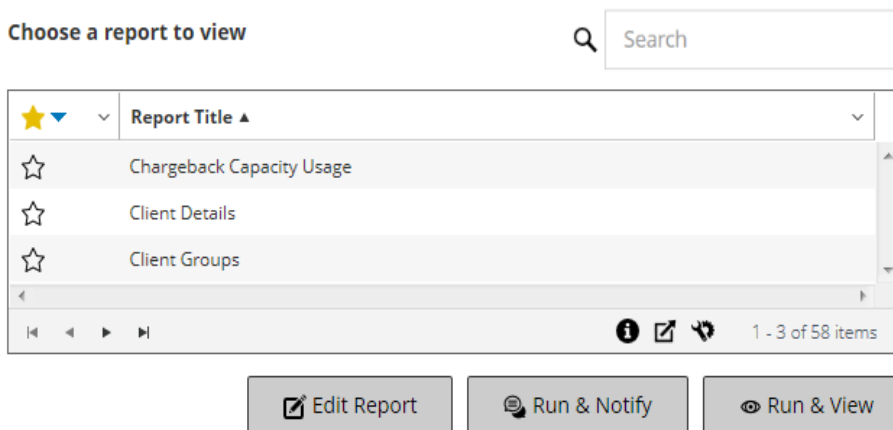 Choose a report to view
Search
Report Title
Chargeback Capacity Usage
Client Details
Client Groups
1 - 3 of 58 items
Edit Report
Run & Notify
Run & View